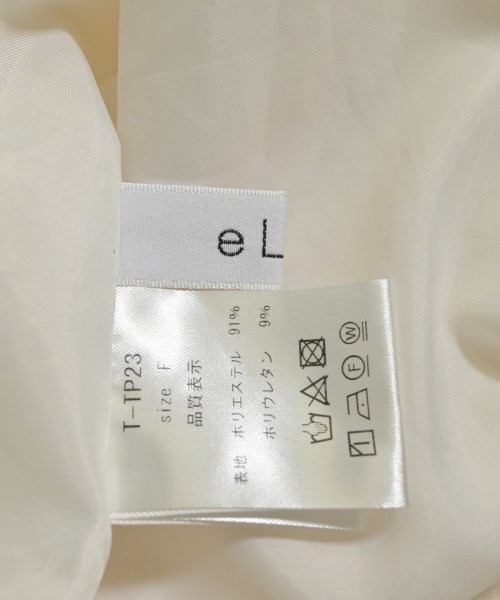 T-TP23
size F
品質表示
表地 ポリエステル 91%
ポリウレタン 9%
Ⓕ Ⓦ